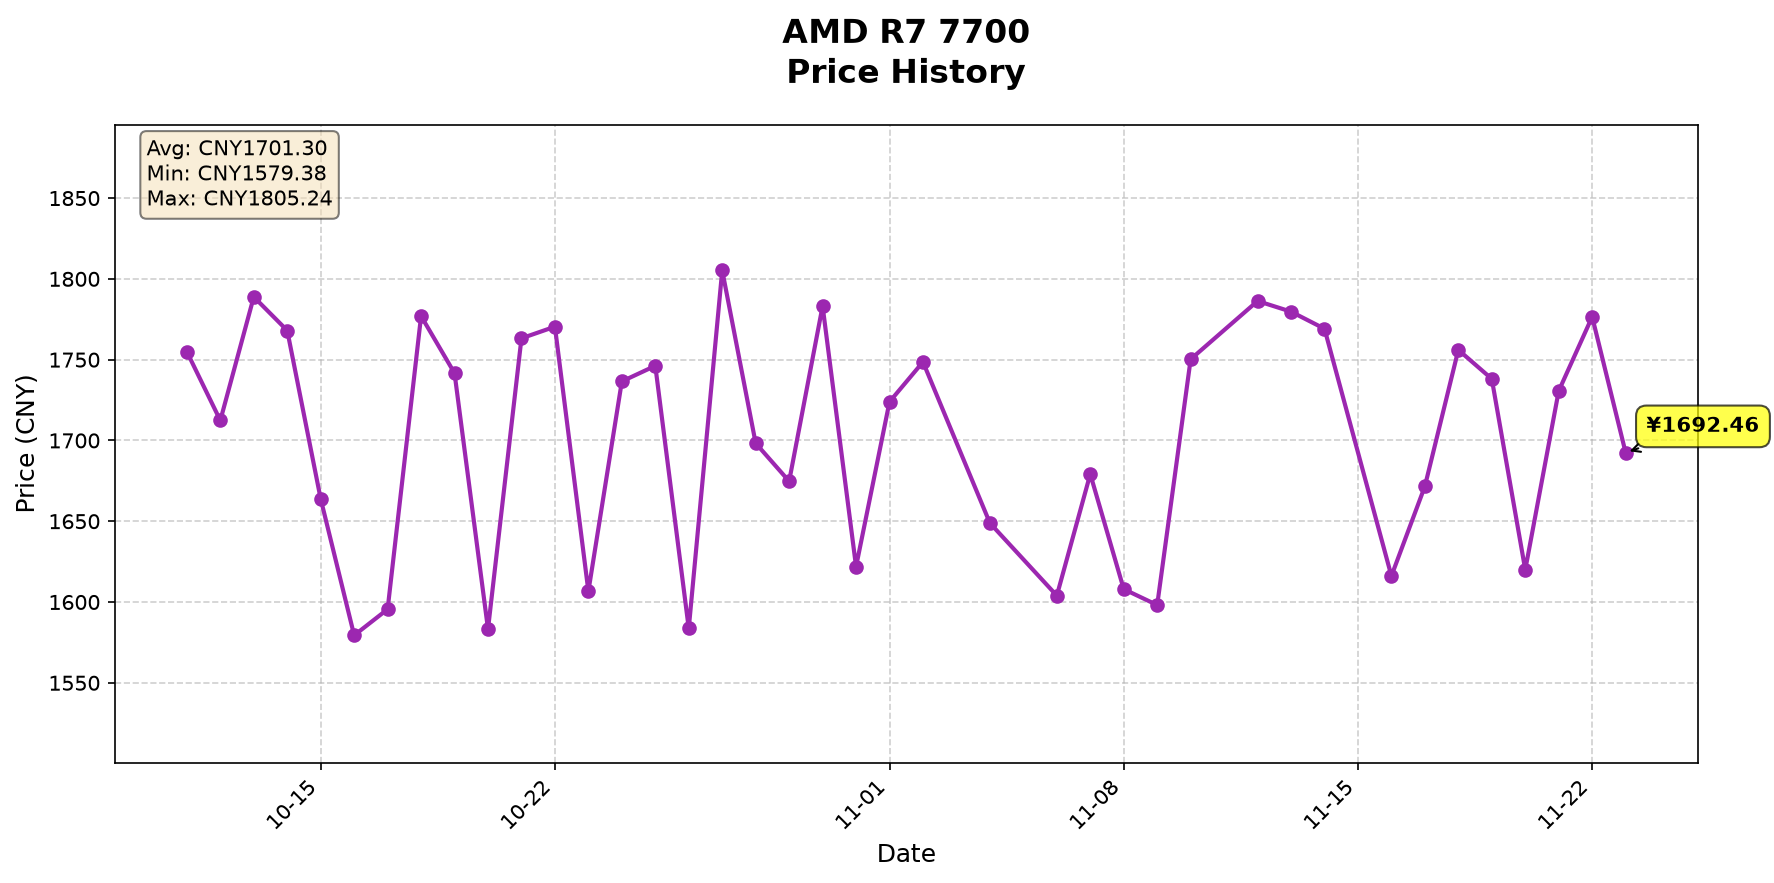 AMD R7 7700
Price History
Avg: CNY1701.30
Min: CNY1579.38
Max: CNY1805.24
1850
1800
1750
1700
1650
1600
1550
Price (CNY)
¥1692.46
10-15
10-22
11-01
11-08
11-15
11-22
Date